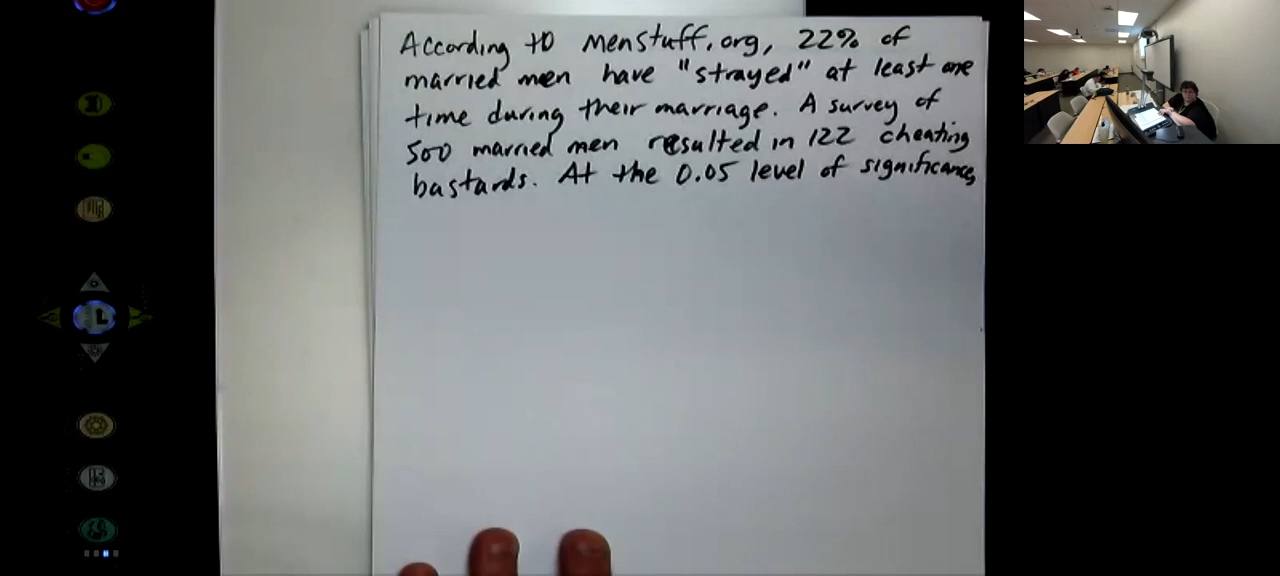 According to menstuff.org, 22% of
married men have "strayed" at least one
time during their marriage. A survey of
500 married men resulted in 122 cheating
bastards. At the 0.05 level of significance,